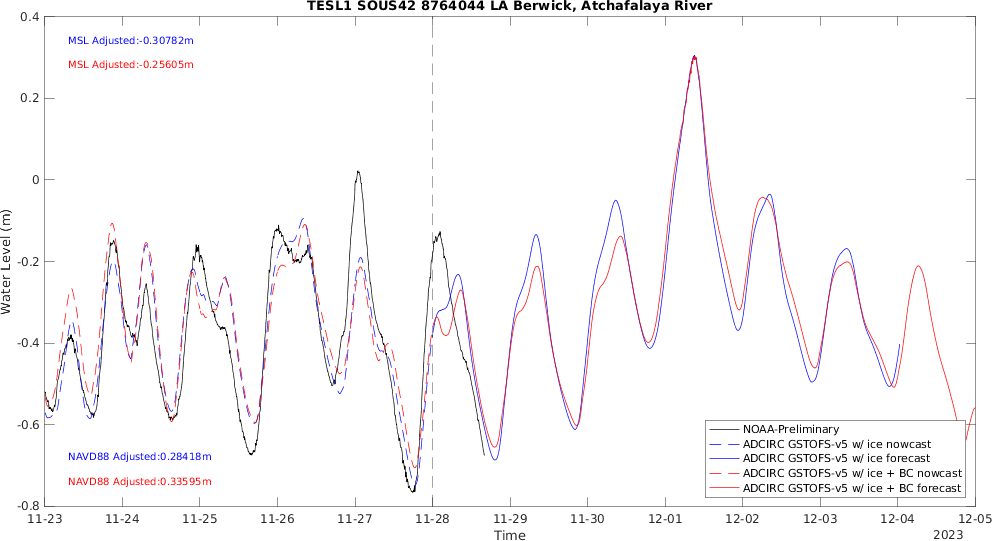 TESL1 SOUS42 8764044 LA Berwick, Atchafalaya River
MSL Adjusted:-0.30782m
MSL Adjusted:-0.25605m
Water Level (m)
0.4
0.2
0
-0.2
-0.4
-0.6
-0.8
NAVD88 Adjusted:0.28418m
NAVD88 Adjusted:0.33595m
NOAA-Preliminary
ADCIRC GSTOFS-v5 w/ ice nowcast
ADCIRC GSTOFS-v5 w/ ice forecast
ADCIRC GSTOFS-v5 w/ ice + BC nowcast
ADCIRC GSTOFS-v5 w/ ice + BC forecast
11-23 11-24 11-25 11-26 11-27 11-28 11-29 11-30 12-01 12-02 12-03 12-04 12-05
Time
2023